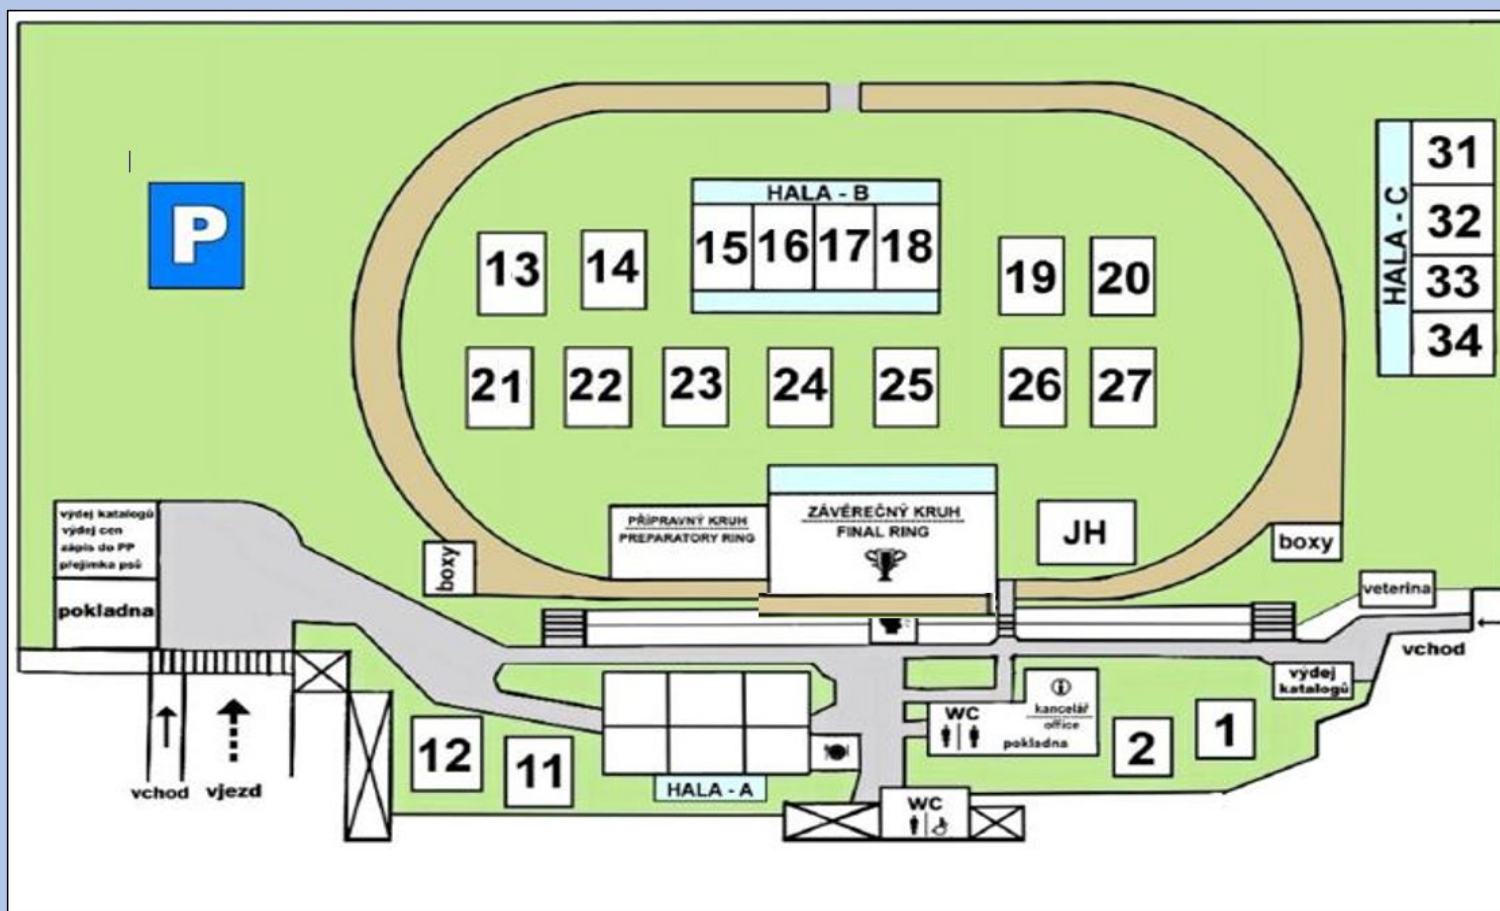 P
HALA - B
15 16 17 18
13
14
19
20
31
32
33
34
HALA - C
21
22
23
24
25
26
27
výdej katalogů
výdej cen
zápis do PP
přejímka psů
pokladna
boxy
PŘÍPRAVNÝ KRUH
PREPARATORY RING
ZÁVĚREČNÝ KRUH
FINAL RING
JH
boxy
veterina
vchod
výdej
katalogů
kancelář
office
pokladna
WC
1
2
12
11
HALA - A
WC
vchod
vjezd